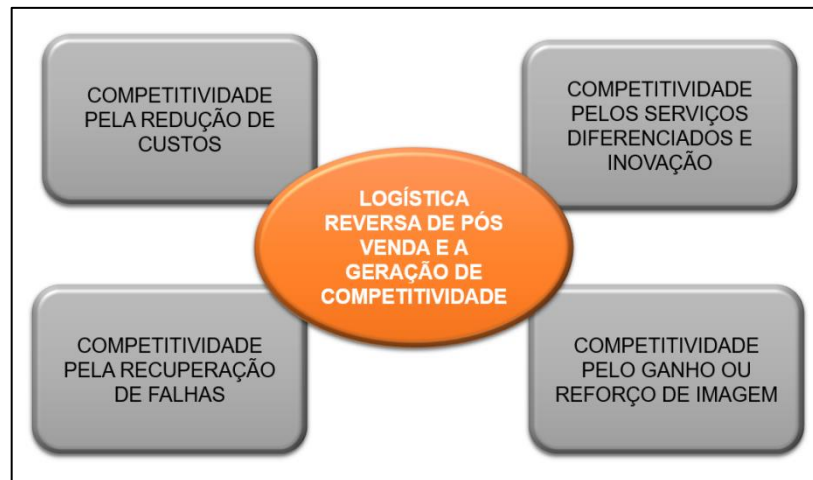 COMPETITIVIDADE
PELA REDUÇÃO DE
CUSTOS
COMPETITIVIDADE
PELOS SERVIÇOS
DIFERENCIADOS E
INOVAÇÃO
LOGÍSTICA
REVERSA DE PÓS
VENDA E A
GERAÇÃO DE
COMPETITIVIDADE
COMPETITIVIDADE
PELA RECUPERAÇÃO
DE FALHAS
COMPETITIVIDADE
PELO GANHO OU
REFORÇO DE IMAGEM